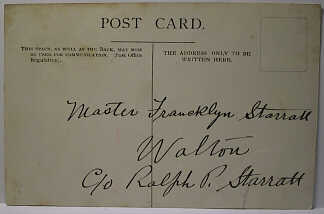 POST CARD.
THIS SPACE, AS WELL AS THE BACK, MAY NOW
BE USED FOR COMMUNICATION. (Post Office
Regulation).
THE ADDRESS ONLY TO BE
WRITTEN HERE.
Master Francklyn Starratt
Walton
C/o Ralph P. Starratt